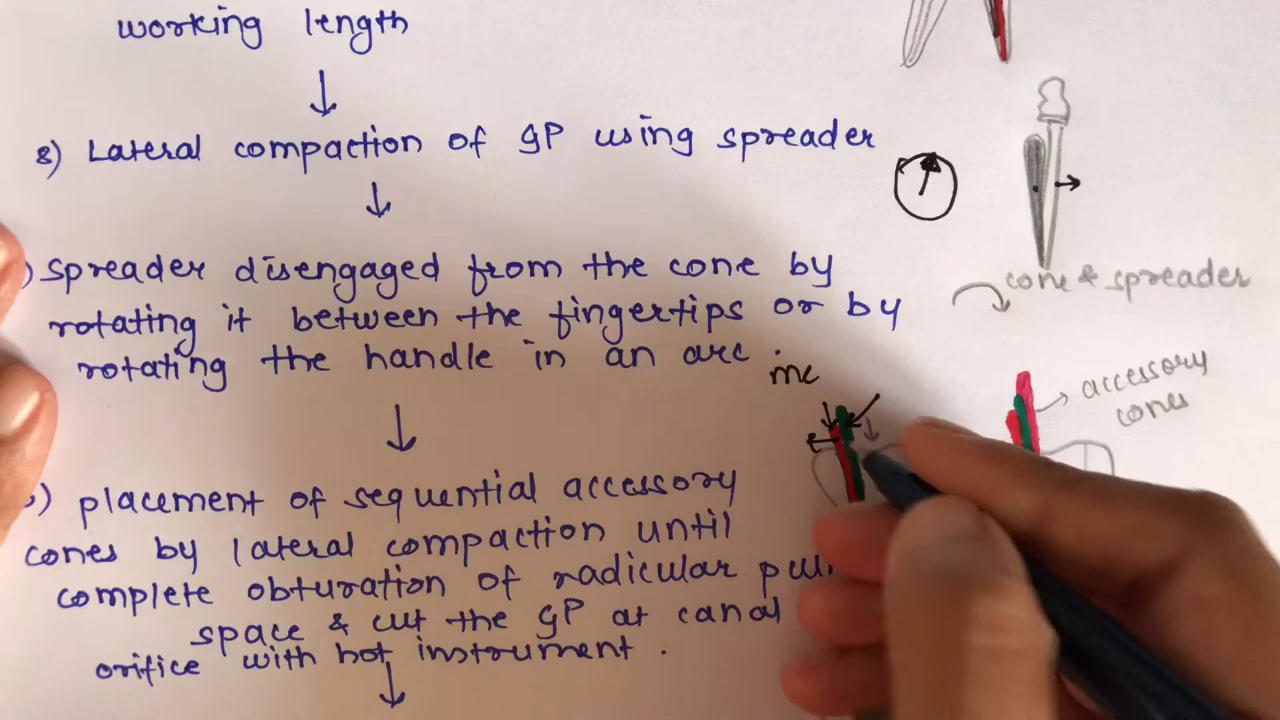 working length
8) Lateral compaction of GP using spreader
) spreader disengaged from the cone by
rotating it between the fingertips or by
rotating the handle in an arc.
cone & spreader
mc
accessory
cones
) placement of sequential accessory
cones by lateral compaction until
complete obturation of radicular
space & cut the GP at canal
orifice with hot instrument.